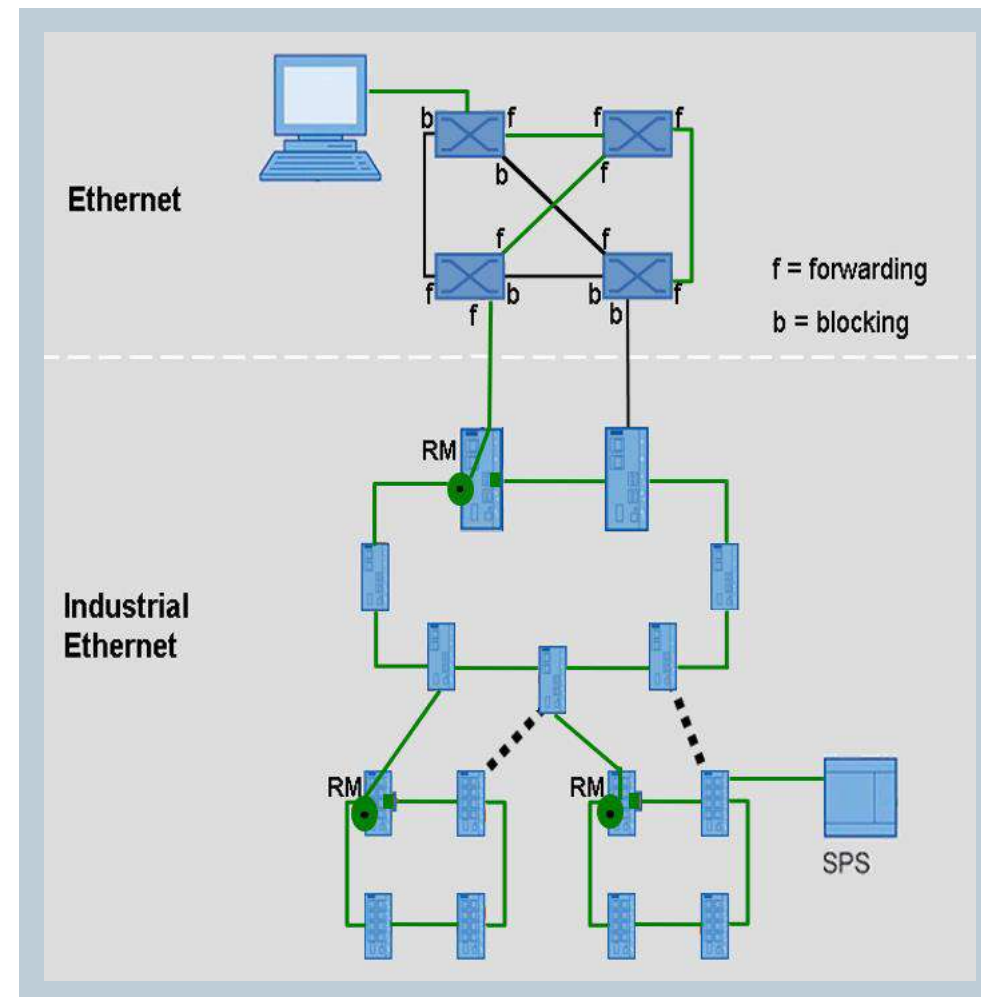 b f f f
Ethernet
b f
f f
f = forwarding
f b b f
f b
b = blocking
RM
Industrial
Ethernet
RM RM
SPS